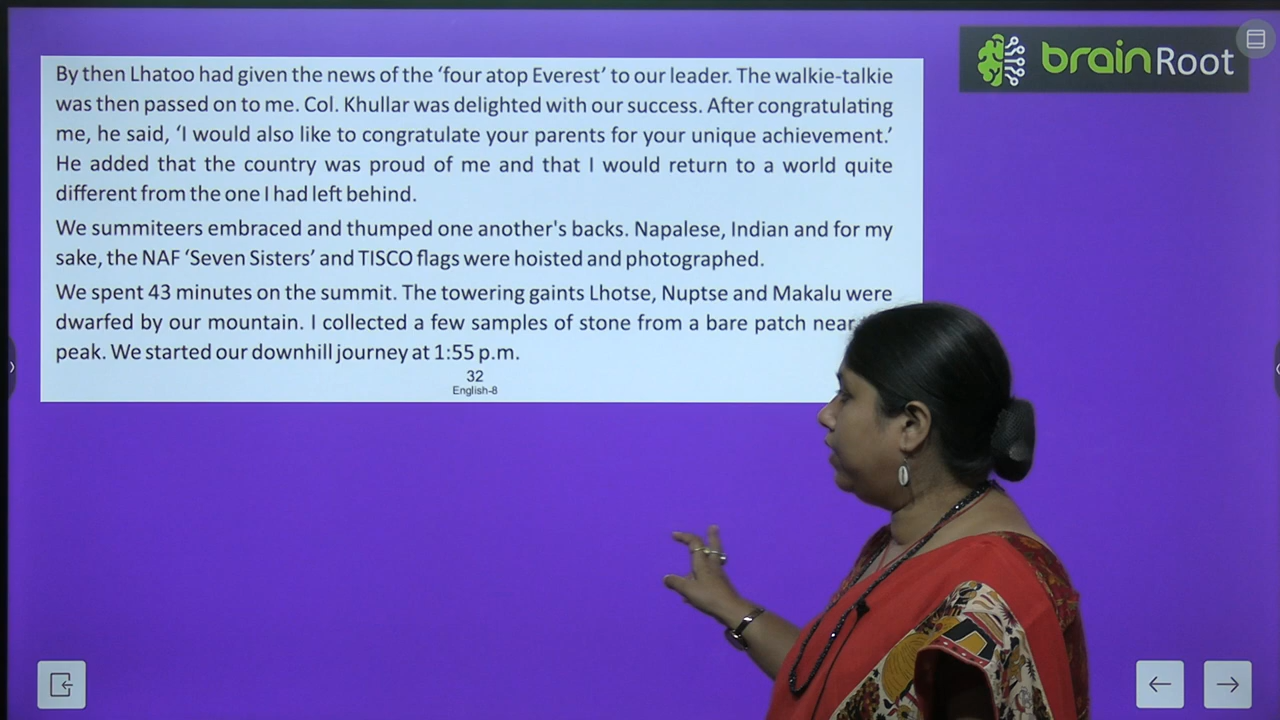 brainRoot
By then Lhatoo had given the news of the ‘four atop Everest’ to our leader. The walkie-talkie
was then passed on to me. Col. Khullar was delighted with our success. After congratulating
me, he said, ‘I would also like to congratulate your parents for your unique achievement.’
He added that the country was proud of me and that I would return to a world quite
different from the one I had left behind.
We summiteers embraced and thumped one another's backs. Napalese, Indian and for my
sake, the NAF ‘Seven Sisters’ and TISCO flags were hoisted and photographed.
We spent 43 minutes on the summit. The towering gaints Lhotse, Nuptse and Makalu were
dwarfed by our mountain. I collected a few samples of stone from a bare patch near
peak. We started our downhill journey at 1:55 p.m.
32
English-8